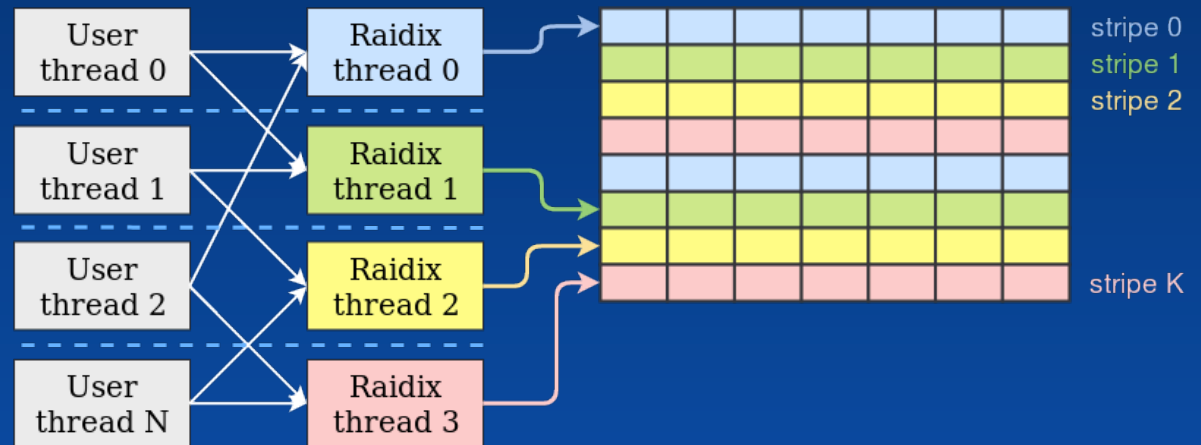 User
thread 0
Raidix
thread 0
stripe 0
stripe 1
stripe 2
User
thread 1
Raidix
thread 1
User
thread 2
Raidix
thread 2
stripe K
User
thread N
Raidix
thread 3